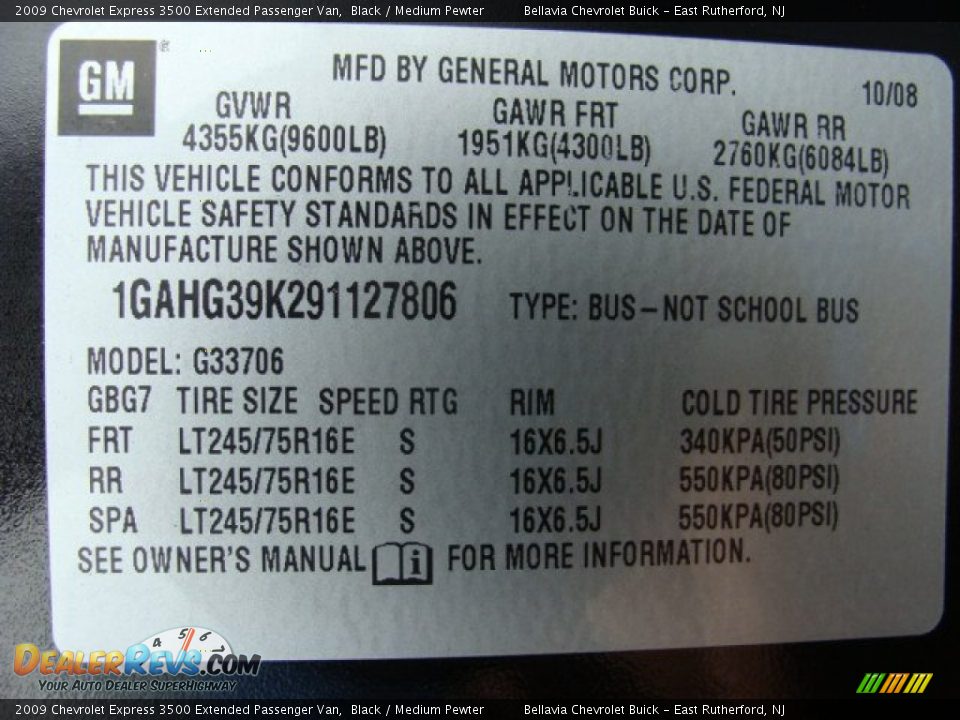 2009 Chevrolet Express 3500 Extended Passenger Van, Black / Medium Pewter Bellavia Chevrolet Buick - East Rutherford, NJ
GM ®
MFD BY GENERAL MOTORS CORP. 10/08
GVWR GAWR FRT GAWR RR
4355KG(9600LB) 1951KG(4300LB) 2760KG(6084LB)
THIS VEHICLE CONFORMS TO ALL APPLICABLE U.S. FEDERAL MOTOR
VEHICLE SAFETY STANDARDS IN EFFECT ON THE DATE OF
MANUFACTURE SHOWN ABOVE.
1GAHG39K291127806 TYPE: BUS-NOT SCHOOL BUS
MODEL: G33706
GBG7 TIRE SIZE SPEED RTG RIM COLD TIRE PRESSURE
FRT LT245/75R16E S 16X6.5J 340KPA(50PSI)
RR LT245/75R16E S 16X6.5J 550KPA(80PSI)
SPA LT245/75R16E S 16X6.5J 550KPA(80PSI)
SEE OWNER'S MANUAL i FOR MORE INFORMATION.
4 5 6 7
DEALERREVS.COM
YOUR AUTO DEALER SUPERHIGHWAY
2009 Chevrolet Express 3500 Extended Passenger Van, Black / Medium Pewter Bellavia Chevrolet Buick - East Rutherford, NJ